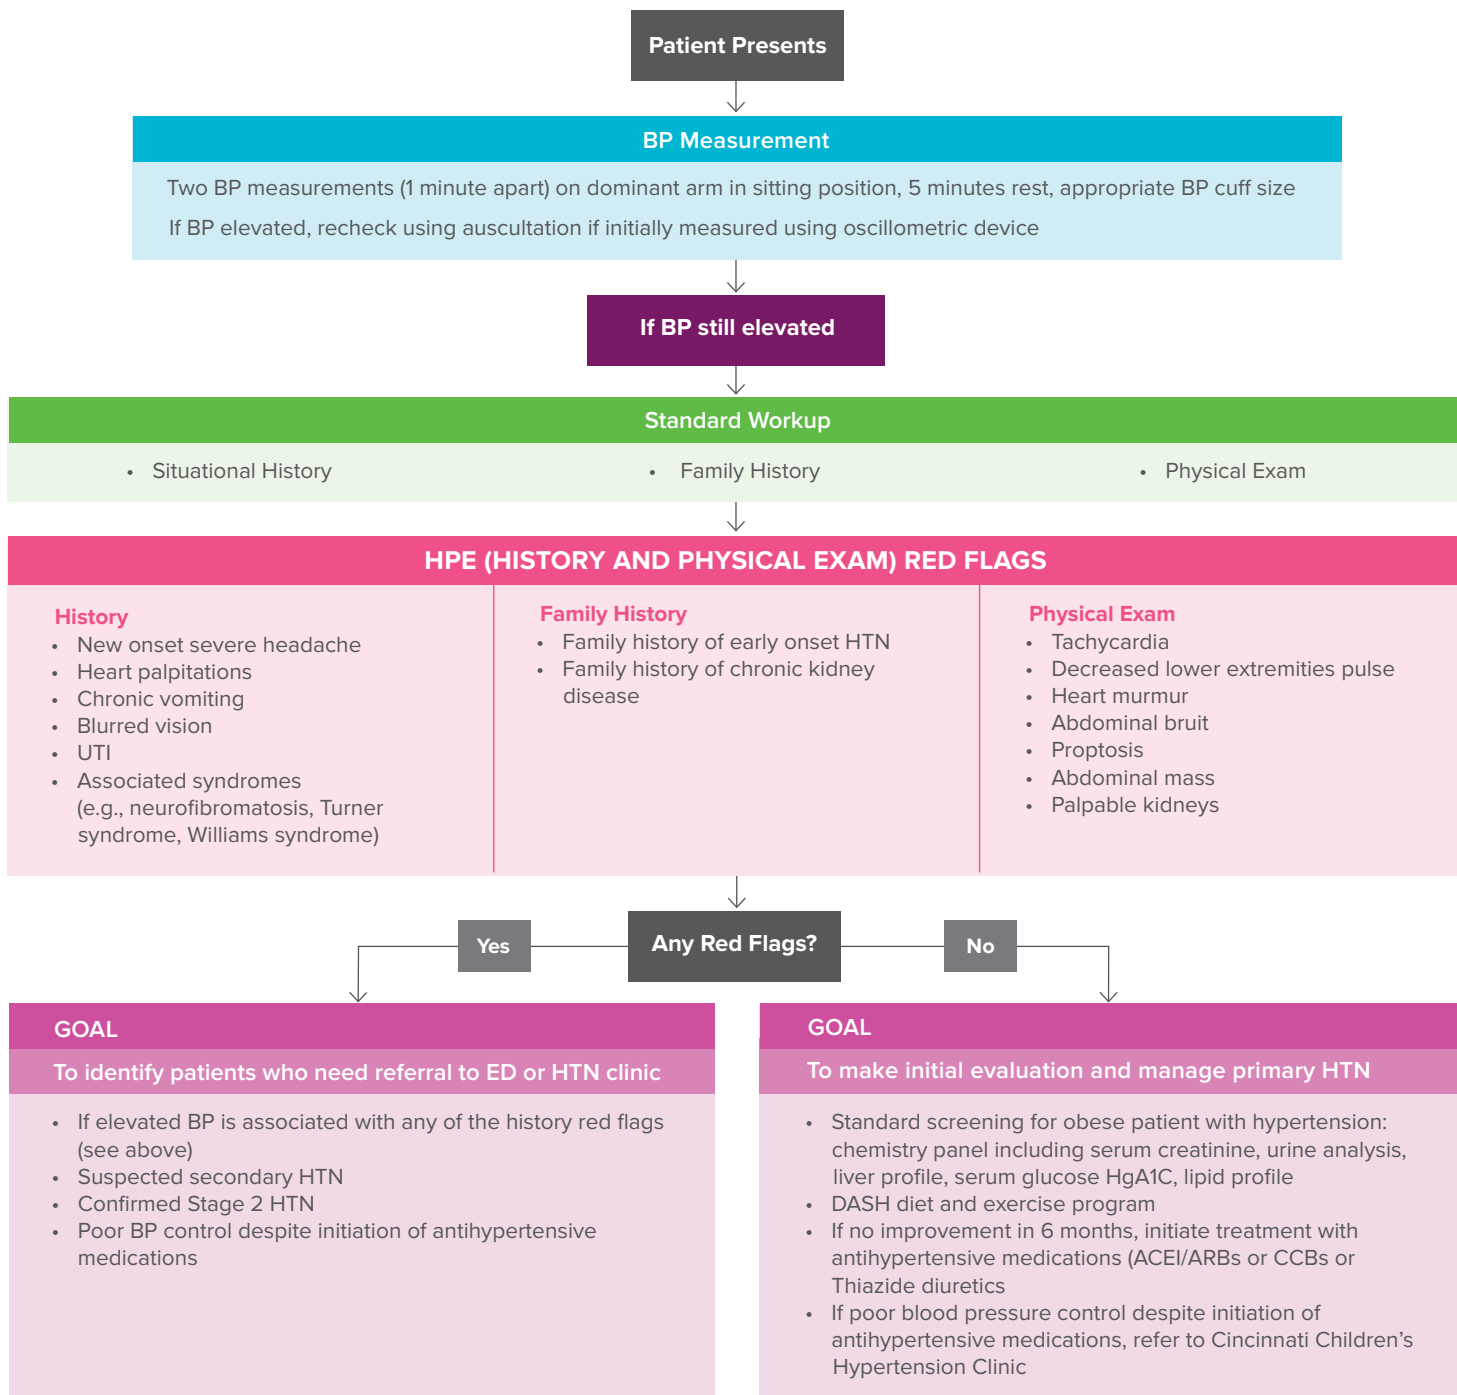 Patient Presents
BP Measurement
Two BP measurements (1 minute apart) on dominant arm in sitting position, 5 minutes rest, appropriate BP cuff size
If BP elevated, recheck using auscultation if initially measured using oscillometric device
If BP still elevated
Standard Workup
• Situational History
• Family History
• Physical Exam
HPE (HISTORY AND PHYSICAL EXAM) RED FLAGS
History
• New onset severe headache
• Heart palpitations
• Chronic vomiting
• Blurred vision
• UTI
• Associated syndromes
(e.g., neurofibromatosis, Turner
syndrome, Williams syndrome)
Family History
• Family history of early onset HTN
• Family history of chronic kidney
disease
Physical Exam
• Tachycardia
• Decreased lower extremities pulse
• Heart murmur
• Abdominal bruit
• Proptosis
• Abdominal mass
• Palpable kidneys
Any Red Flags?
Yes
No
GOAL
To identify patients who need referral to ED or HTN clinic
• If elevated BP is associated with any of the history red flags
(see above)
• Suspected secondary HTN
• Confirmed Stage 2 HTN
• Poor BP control despite initiation of antihypertensive
medications
GOAL
To make initial evaluation and manage primary HTN
• Standard screening for obese patient with hypertension:
chemistry panel including serum creatinine, urine analysis,
liver profile, serum glucose HgA1C, lipid profile
• DASH diet and exercise program
• If no improvement in 6 months, initiate treatment with
antihypertensive medications (ACEI/ARBs or CCBs or
Thiazide diuretics
• If poor blood pressure control despite initiation of
antihypertensive medications, refer to Cincinnati Children’s
Hypertension Clinic